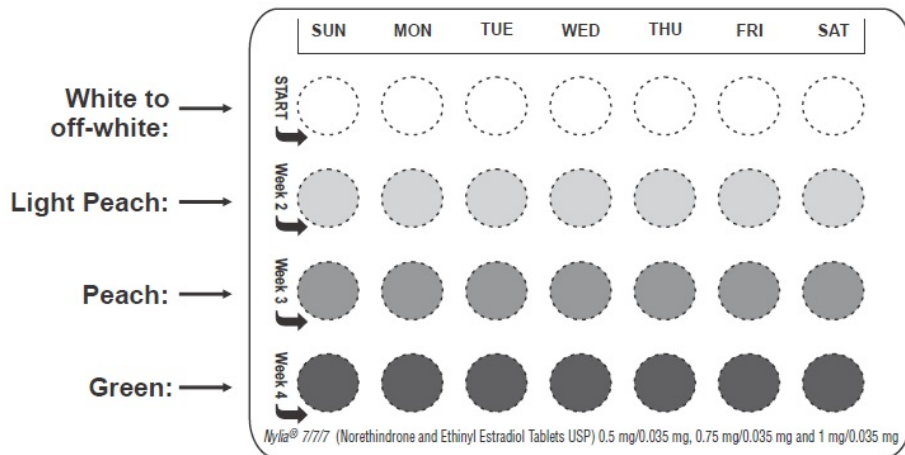 SUN MON TUE WED THU FRI SAT
White to
off-white:
START
Light Peach:
Week 2
Peach:
Week 3
Green:
Week 4
Nylia® 7/7/7 (Norethindrone and Ethinyl Estradiol Tablets USP) 0.5 mg/0.035 mg, 0.75 mg/0.035 mg and 1 mg/0.035 mg